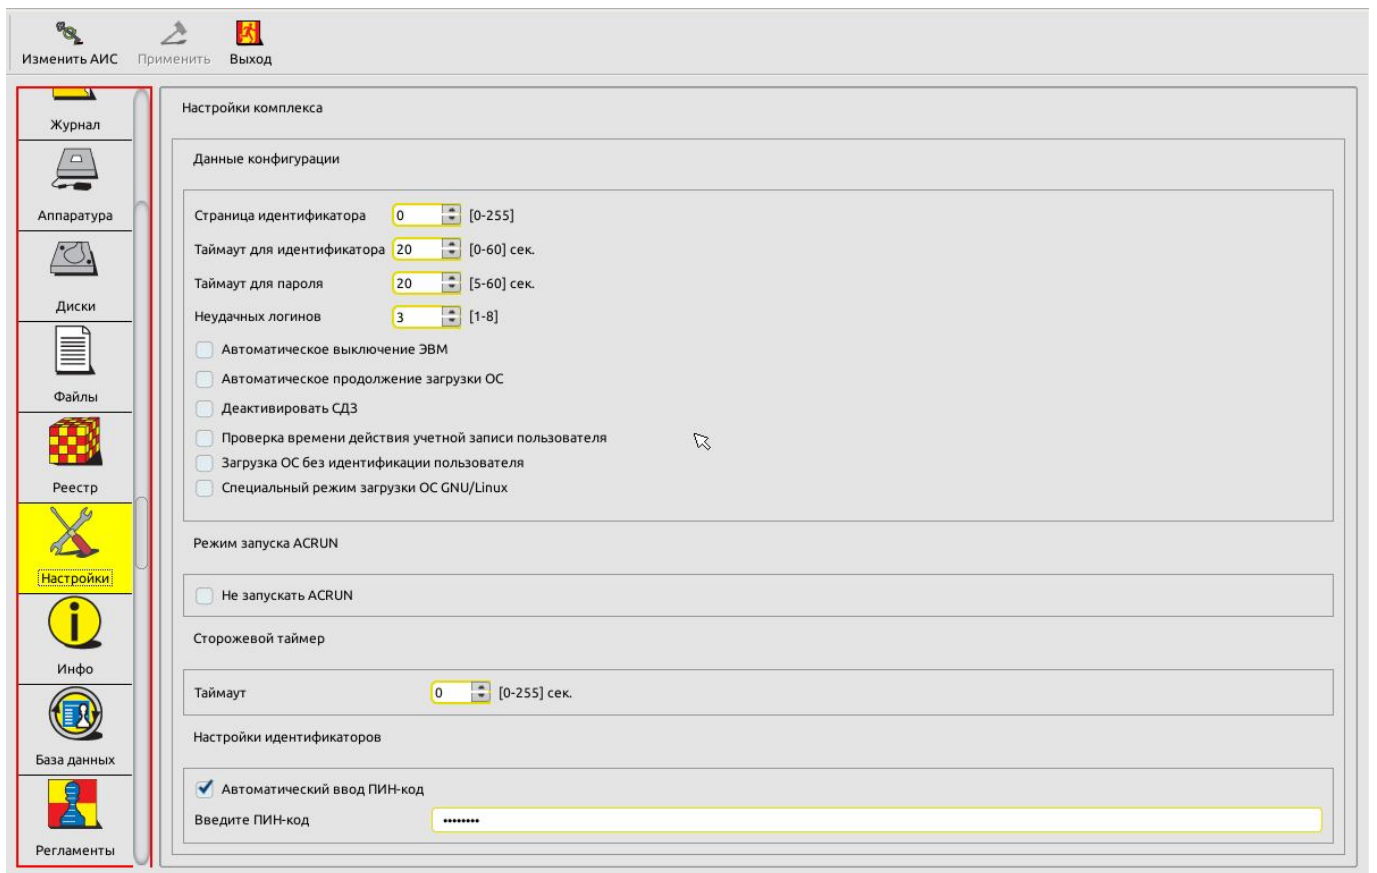 Изменить АИС Применить Выход
Журнал
Аппаратура
Диски
Файлы
Реестр
Настройки
Инфо
База данных
Регламенты
Настройки комплекса
Данные конфигурации
Страница идентификатора 0 [0-255]
Таймаут для идентификатора 20 [0-60] сек.
Таймаут для пароля 20 [5-60] сек.
Неудачных логинов 3 [1-8]
Автоматическое выключение ЭВМ
Автоматическое продолжение загрузки ОС
Деактивировать СДЗ
Проверка времени действия учетной записи пользователя
Загрузка ОС без идентификации пользователя
Специальный режим загрузки ОС GNU/Linux
Режим запуска ACRUN
Не запускать ACRUN
Сторожевой таймер
Таймаут 0 [0-255] сек.
Настройки идентификаторов
Автоматический ввод ПИН-код
Введите ПИН-код ••••••••